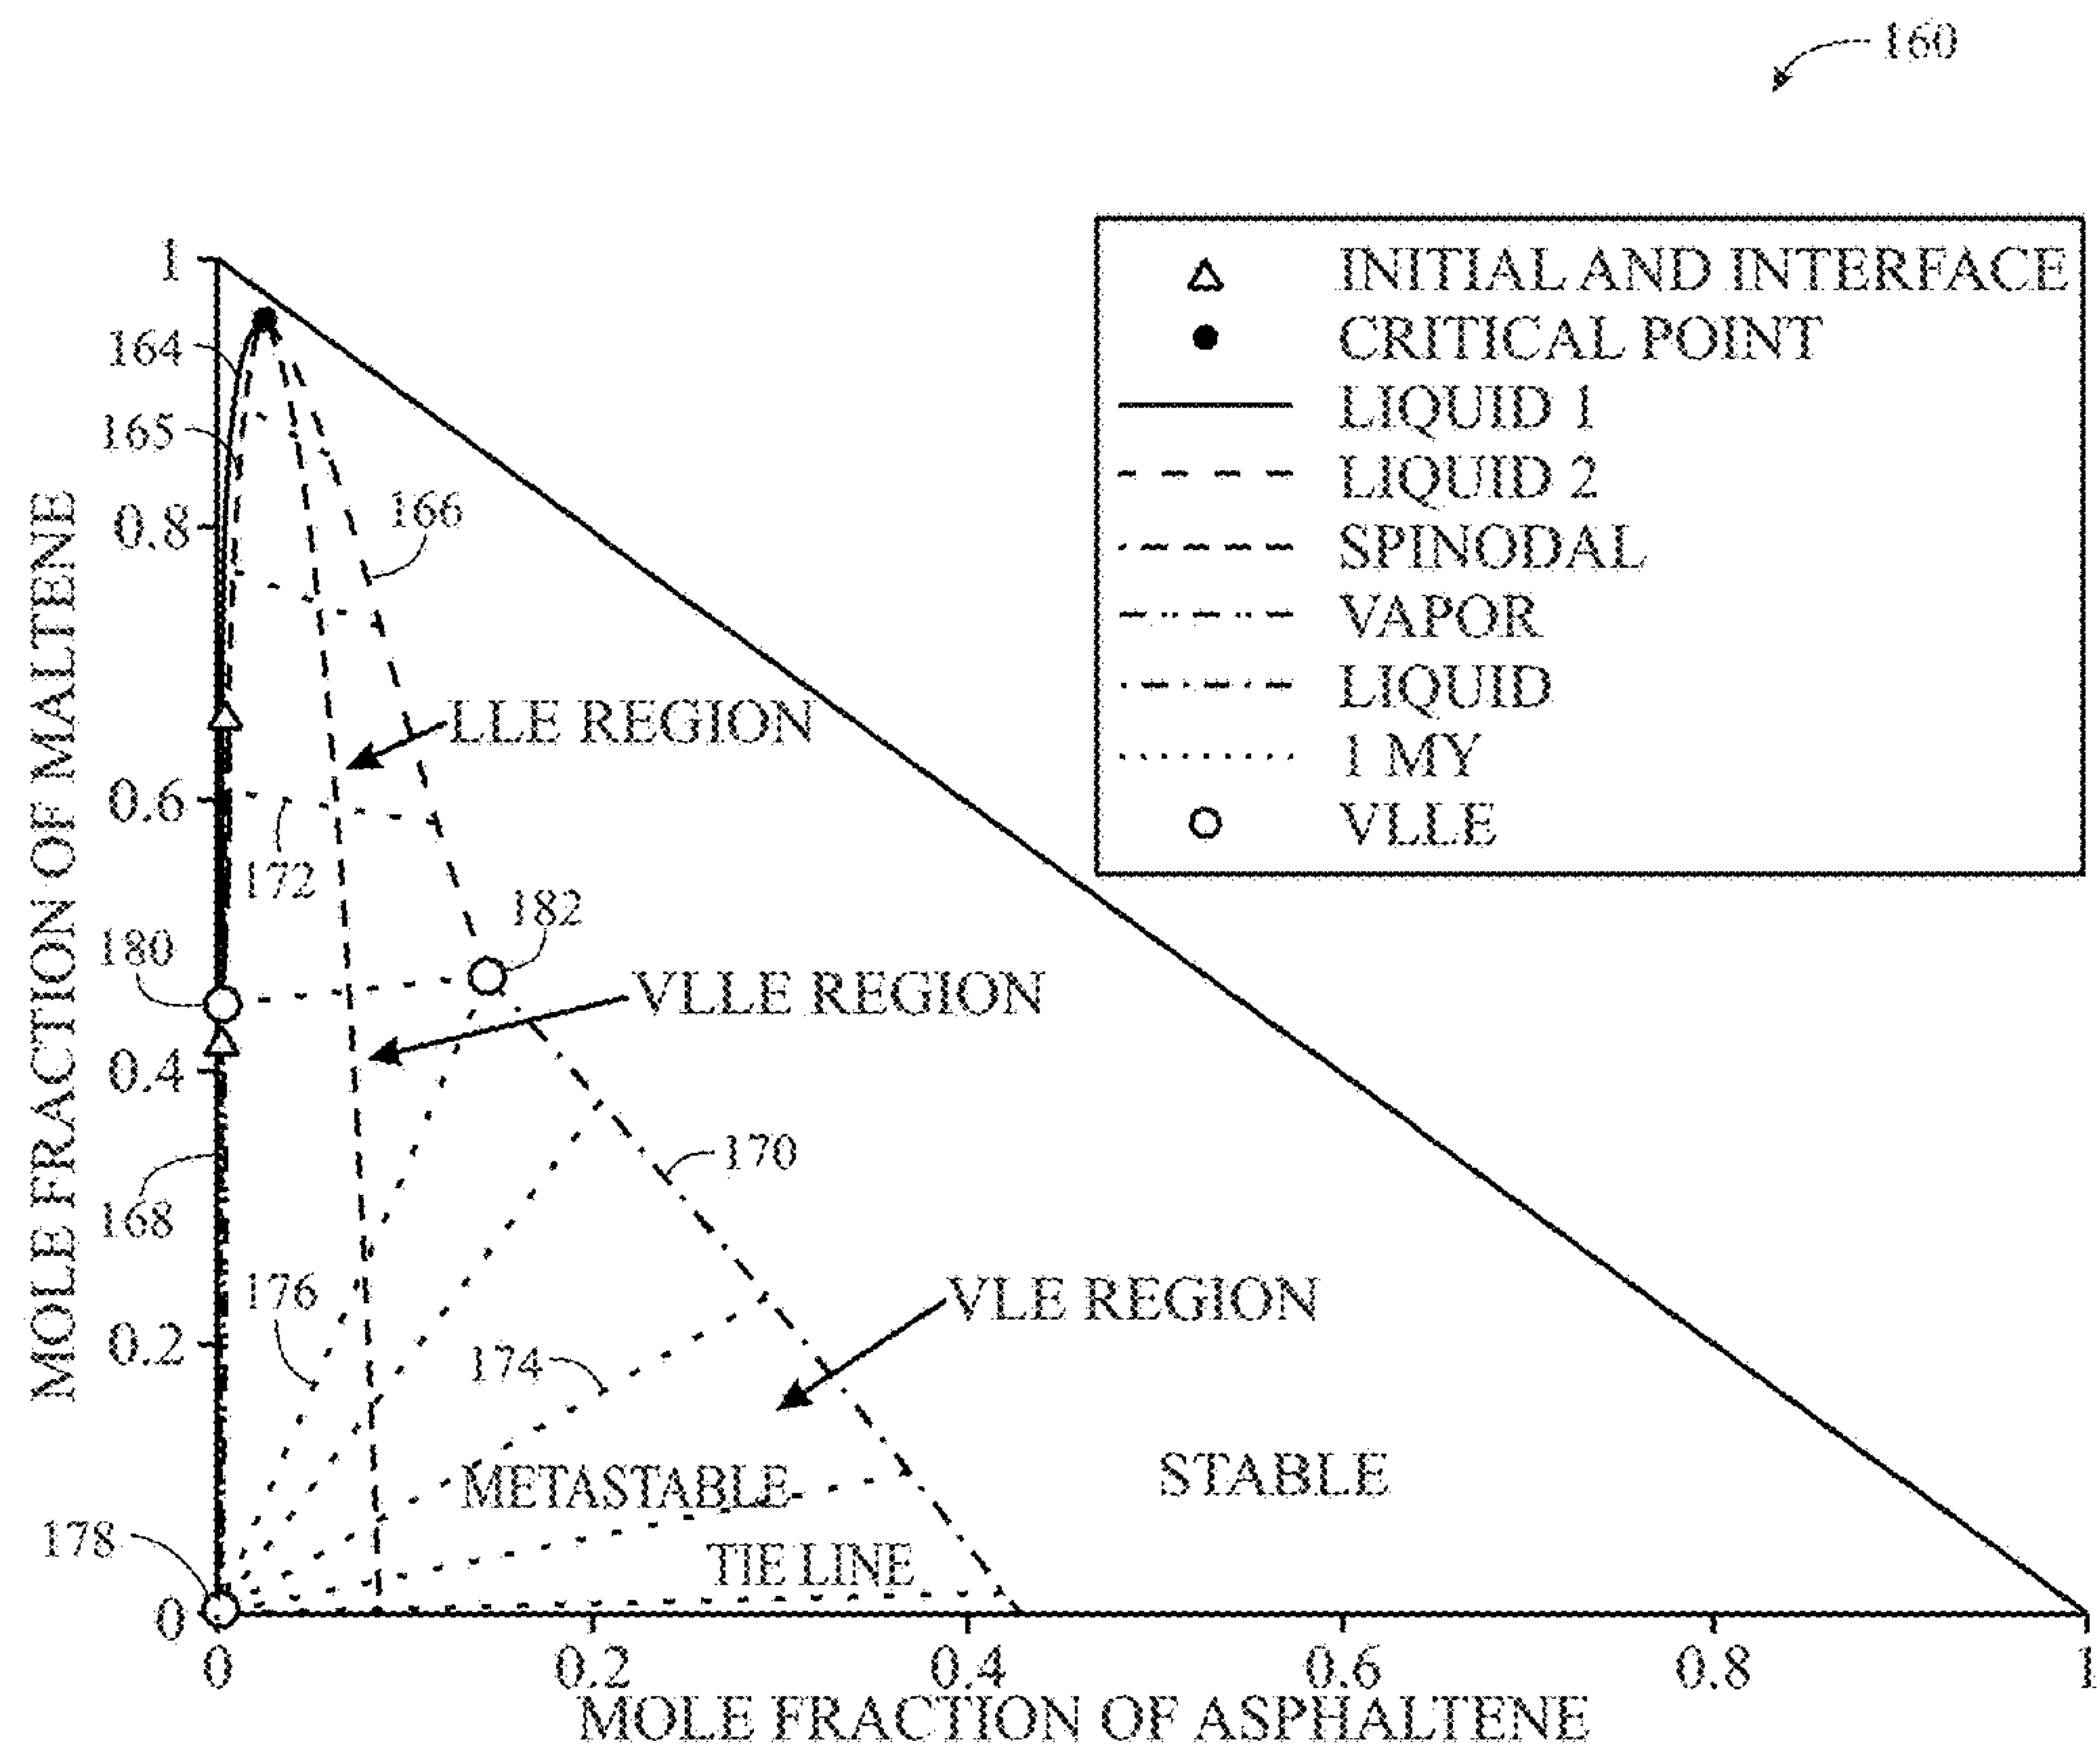 160
INITIAL AND INTERFACE
CRITICAL POINT
LIQUID 1
LIQUID 2
SPINODAL
VAPOR
LIQUID
1 MY
VLLE
MOLE FRACTION OF MALTENE
1
0.8
0.6
0.4
0.2
0
164
165
166
LLE REGION
172
182
180
VLLE REGION
170
168
176
VLE REGION
174
METASTABLE
STABLE
178
TIE LINE
0
0.2
0.4
0.6
0.8
1
MOLE FRACTION OF ASPHALTENE